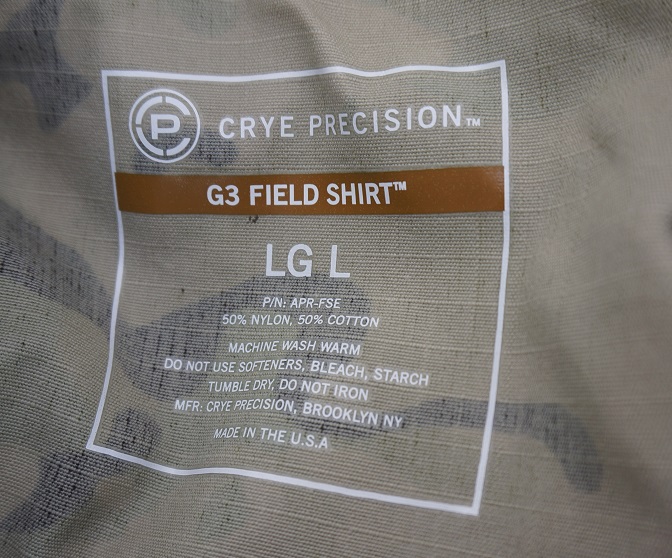 P
CRYE PRECISION™
G3 FIELD SHIRT™
LG L
P/N: APR-FSE
50% NYLON, 50% COTTON
MACHINE WASH WARM
DO NOT USE SOFTENERS, BLEACH, STARCH
TUMBLE DRY, DO NOT IRON
MFR: CRYE PRECISION, BROOKLYN NY
MADE IN THE U.S.A